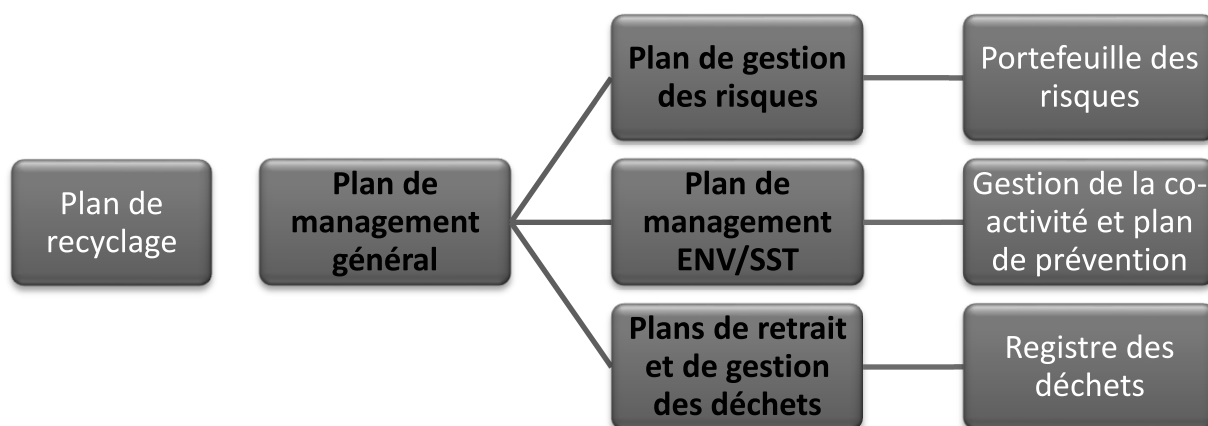 Plan de
recyclage
Plan de
management
général
Plan de gestion
des risques
Portefeuille des
risques
Plan de
management
ENV/SST
Gestion de la co-
activité et plan
de prévention
Plans de retrait
et de gestion
des déchets
Registre des
déchets